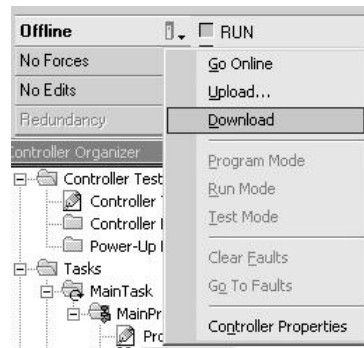 Offline
RUN
No Forces
Go Online
No Edits
Upload...
Redundancy
Download
Controller Organizer
Program Mode
Controller Test
Run Mode
Controller
Test Mode
Controller
Power-Up
Clear Faults
Tasks
Go To Faults
MainTask
MainPr
Controller Properties